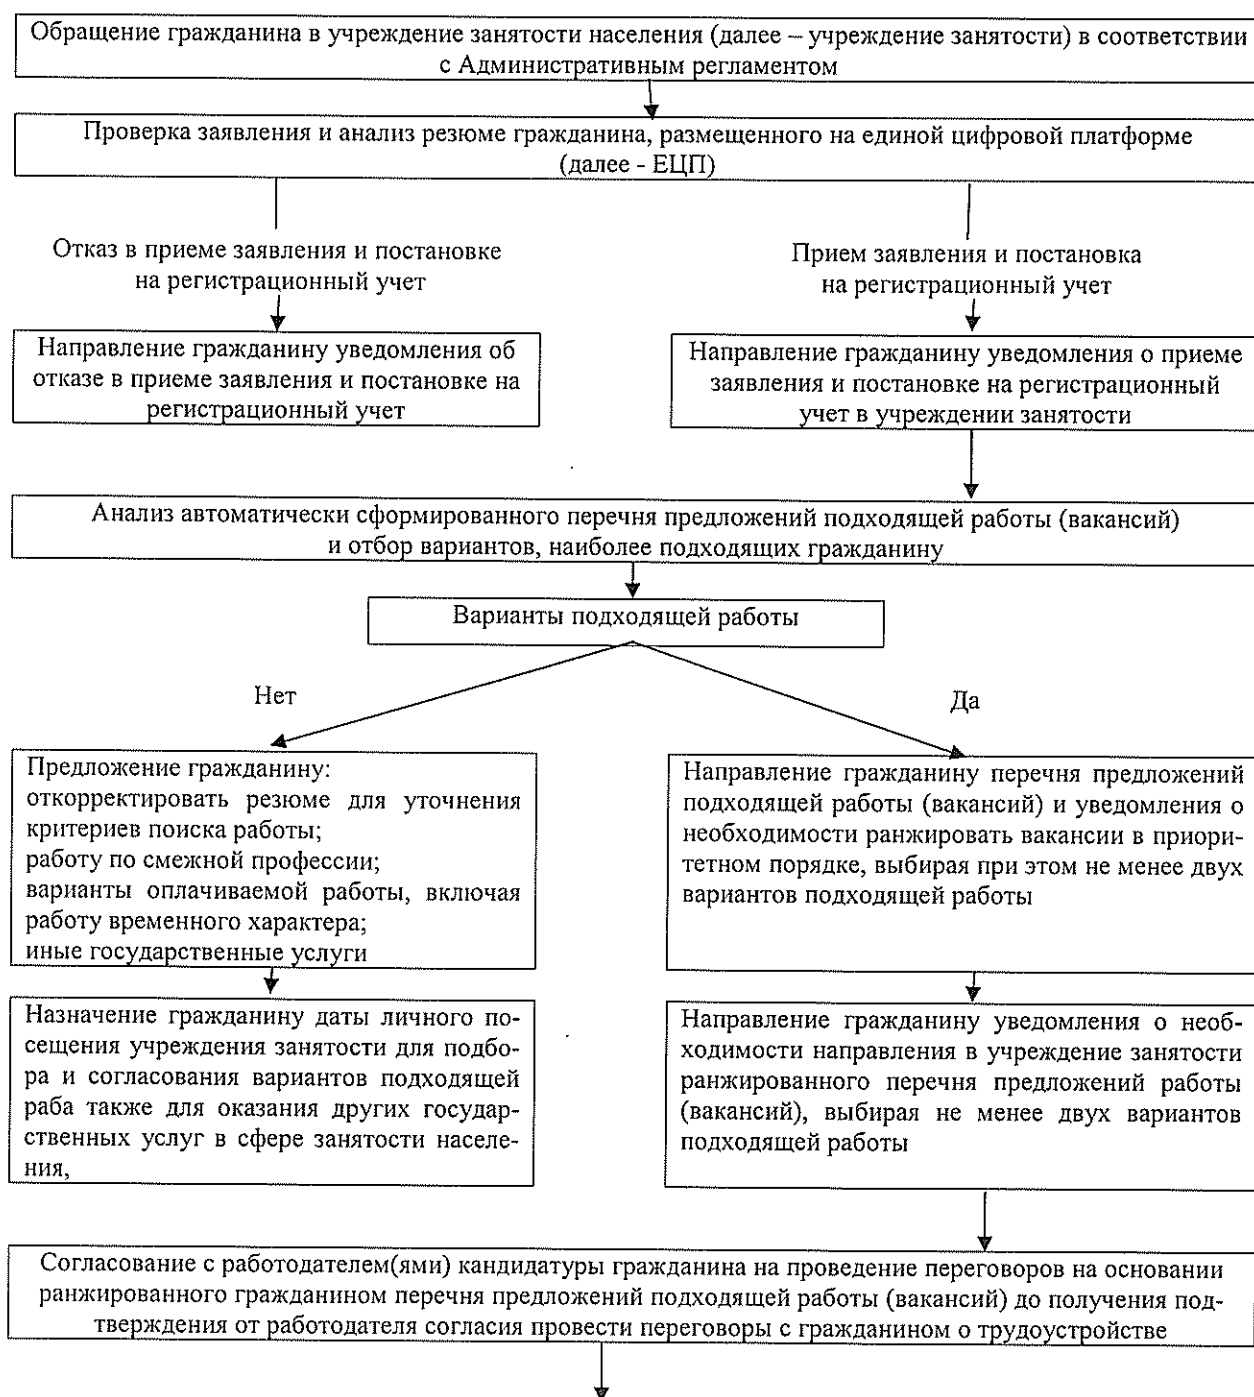 Обращение гражданина в учреждение занятости населения (далее – учреждение занятости) в соответствии
с Административным регламентом
Проверка заявления и анализ резюме гражданина, размещенного на единой цифровой платформе
(далее - ЕЦП)
Отказ в приеме заявления и постановке
на регистрационный учет
Прием заявления и постановка
на регистрационный учет
Направление гражданину уведомления об
отказе в приеме заявления и постановке на
регистрационный учет
Направление гражданину уведомления о приеме
заявления и постановке на регистрационный
учет в учреждении занятости
Анализ автоматически сформированного перечня предложений подходящей работы (вакансий)
и отбор вариантов, наиболее подходящих гражданину
Варианты подходящей работы
Нет
Да
Предложение гражданину:
откорректировать резюме для уточнения
критериев поиска работы;
работу по смежной профессии;
варианты оплачиваемой работы, включая
работу временного характера;
иные государственные услуги
Направление гражданину перечня предложений
подходящей работы (вакансий) и уведомления о
необходимости ранжировать вакансии в приори-
тетном порядке, выбирая при этом не менее двух
вариантов подходящей работы
Назначение гражданину даты личного по-
сещения учреждения занятости для подбо-
ра и согласования вариантов подходящей
раба также для оказания других государ-
ственных услуг в сфере занятости населе-
ния,
Направление гражданину уведомления о необ-
ходимости направления в учреждение занятости
ранжированного перечня предложений работы
(вакансий), выбирая не менее двух вариантов
подходящей работы
Согласование с работодателем(ями) кандидатуры гражданина на проведение переговоров на основании
ранжированного гражданином перечня предложений подходящей работы (вакансий) до получения под-
тверждения от работодателя согласия провести переговоры с гражданином о трудоустройстве